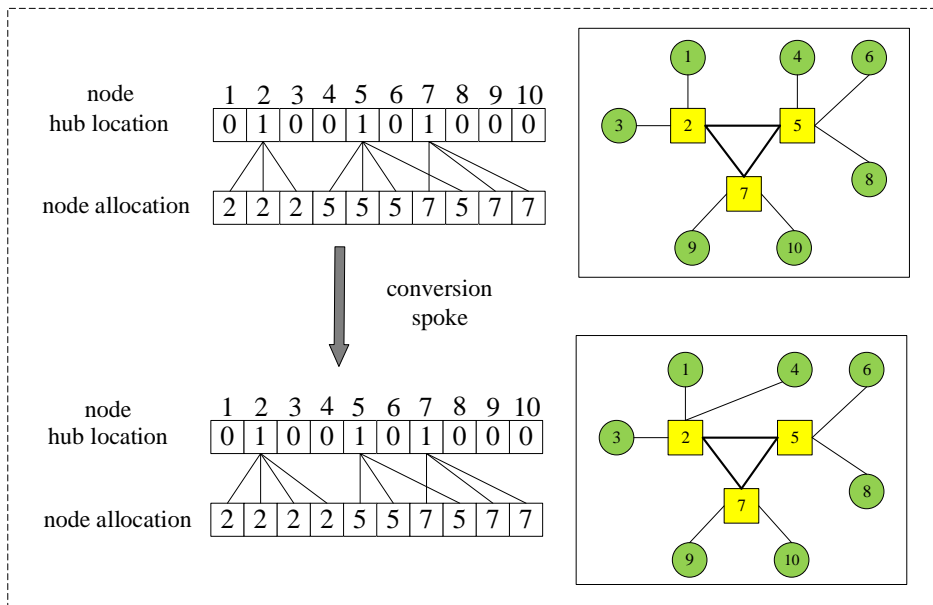 node 1 2 3 4 5 6 7 8 9 10
hub location 0 1 0 0 1 0 1 0 0 0
node allocation 2 2 2 5 5 5 7 5 7 7
1 4 6
3 2 5
8
7
9 10
conversion
spoke
node 1 2 3 4 5 6 7 8 9 10
hub location 0 1 0 0 1 0 1 0 0 0
node allocation 2 2 2 2 5 5 7 5 7 7
1 4 6
3 2 5
8
7
9 10